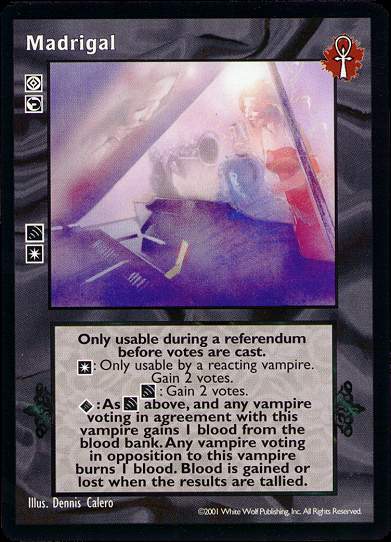 Madrigal
Only usable during a referendum
before votes are cast.
: Only usable by a reacting vampire.
Gain 2 votes.
: Gain 2 votes.
: As above, and any vampire
voting in agreement with this
vampire gains 1 blood from the
blood bank. Any vampire voting
in opposition to this vampire
burns 1 blood. Blood is gained or
lost when the results are tallied.
Illus. Dennis Calero
©2001 White Wolf Publishing, Inc. All Rights Reserved.